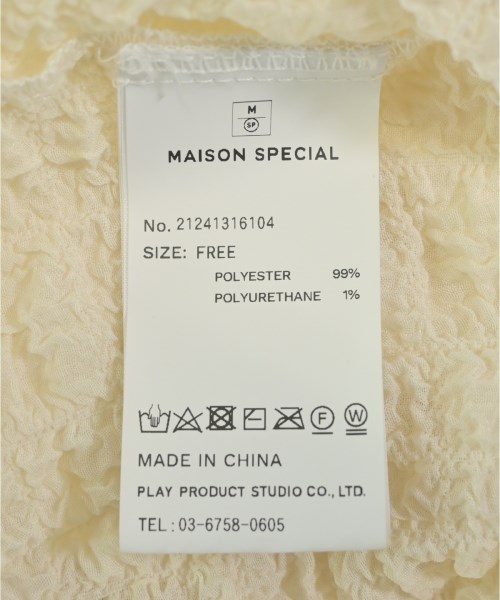 M
SP
MAISON SPECIAL
No. 21241316104
SIZE: FREE
POLYESTER 99%
POLYURETHANE 1%
F W
MADE IN CHINA
PLAY PRODUCT STUDIO CO., LTD.
TEL : 03-6758-0605